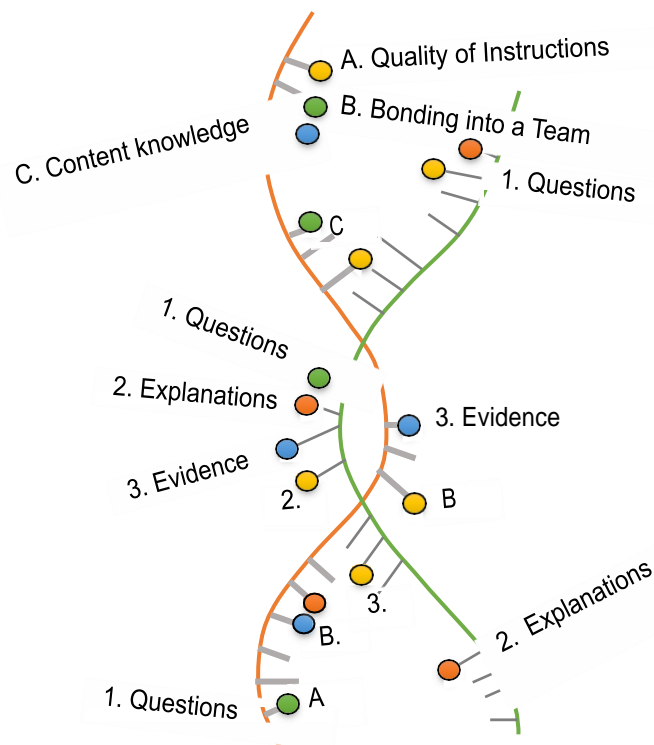 A. Quality of Instructions
B. Bonding into a Team
C. Content knowledge
1. Questions
C
1. Questions
2. Explanations
3. Evidence
3. Evidence
2.
B
3.
B.
2. Explanations
A
1. Questions